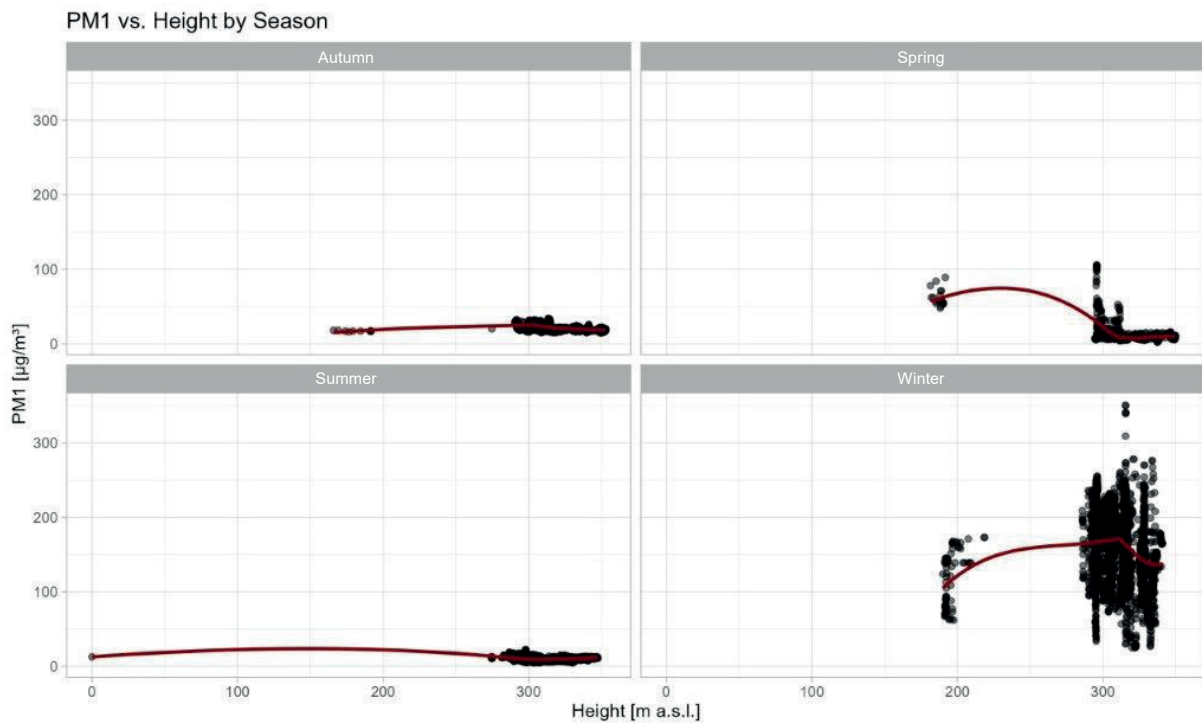 PM1 vs. Height by Season
Autumn
Spring
300
200
100
0
Summer
Winter
300
200
100
0
PM1 [µg/m³]
0 100 200 300 0 100 200 300
Height [m a.s.l.]